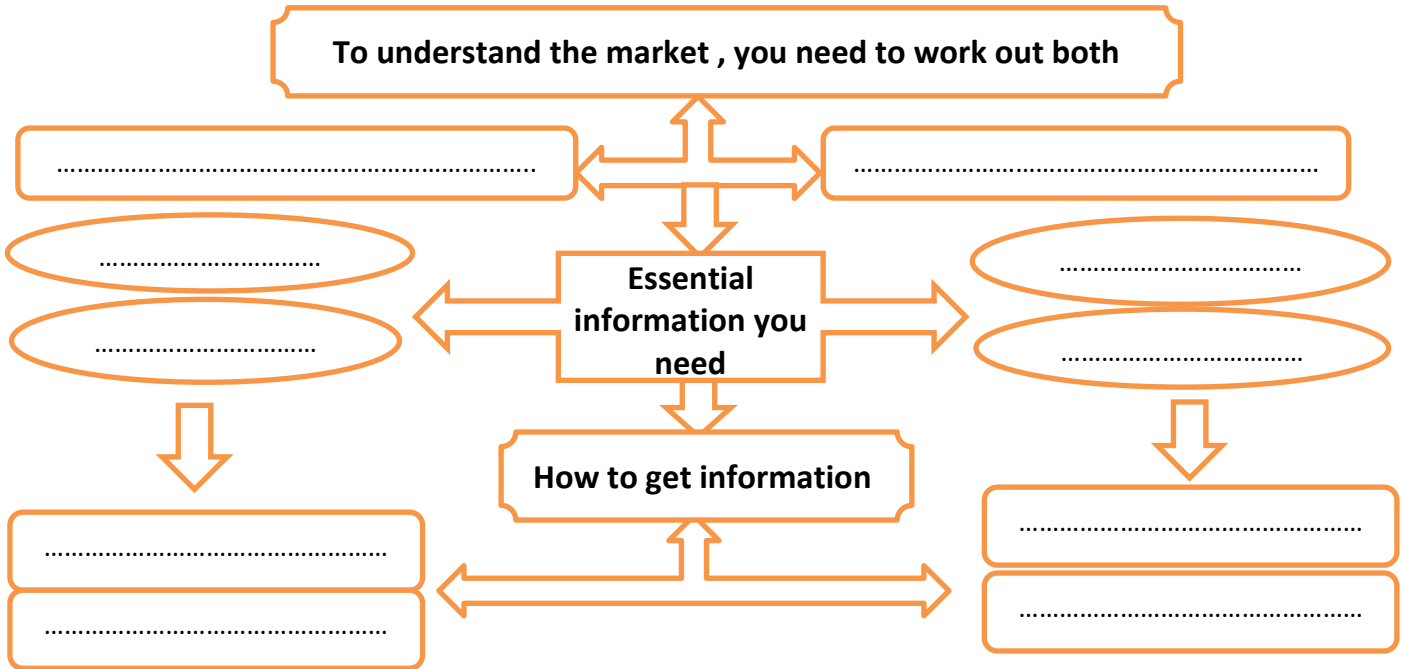 To understand the market , you need to work out both
…………………………………………………………….. 
……………………………………………………………
……………………………
………………………………
Essential
information you
need
……………………………
………………………………
How to get information
……………………………………………
……………………………………………
……………………………………………
……………………………………………